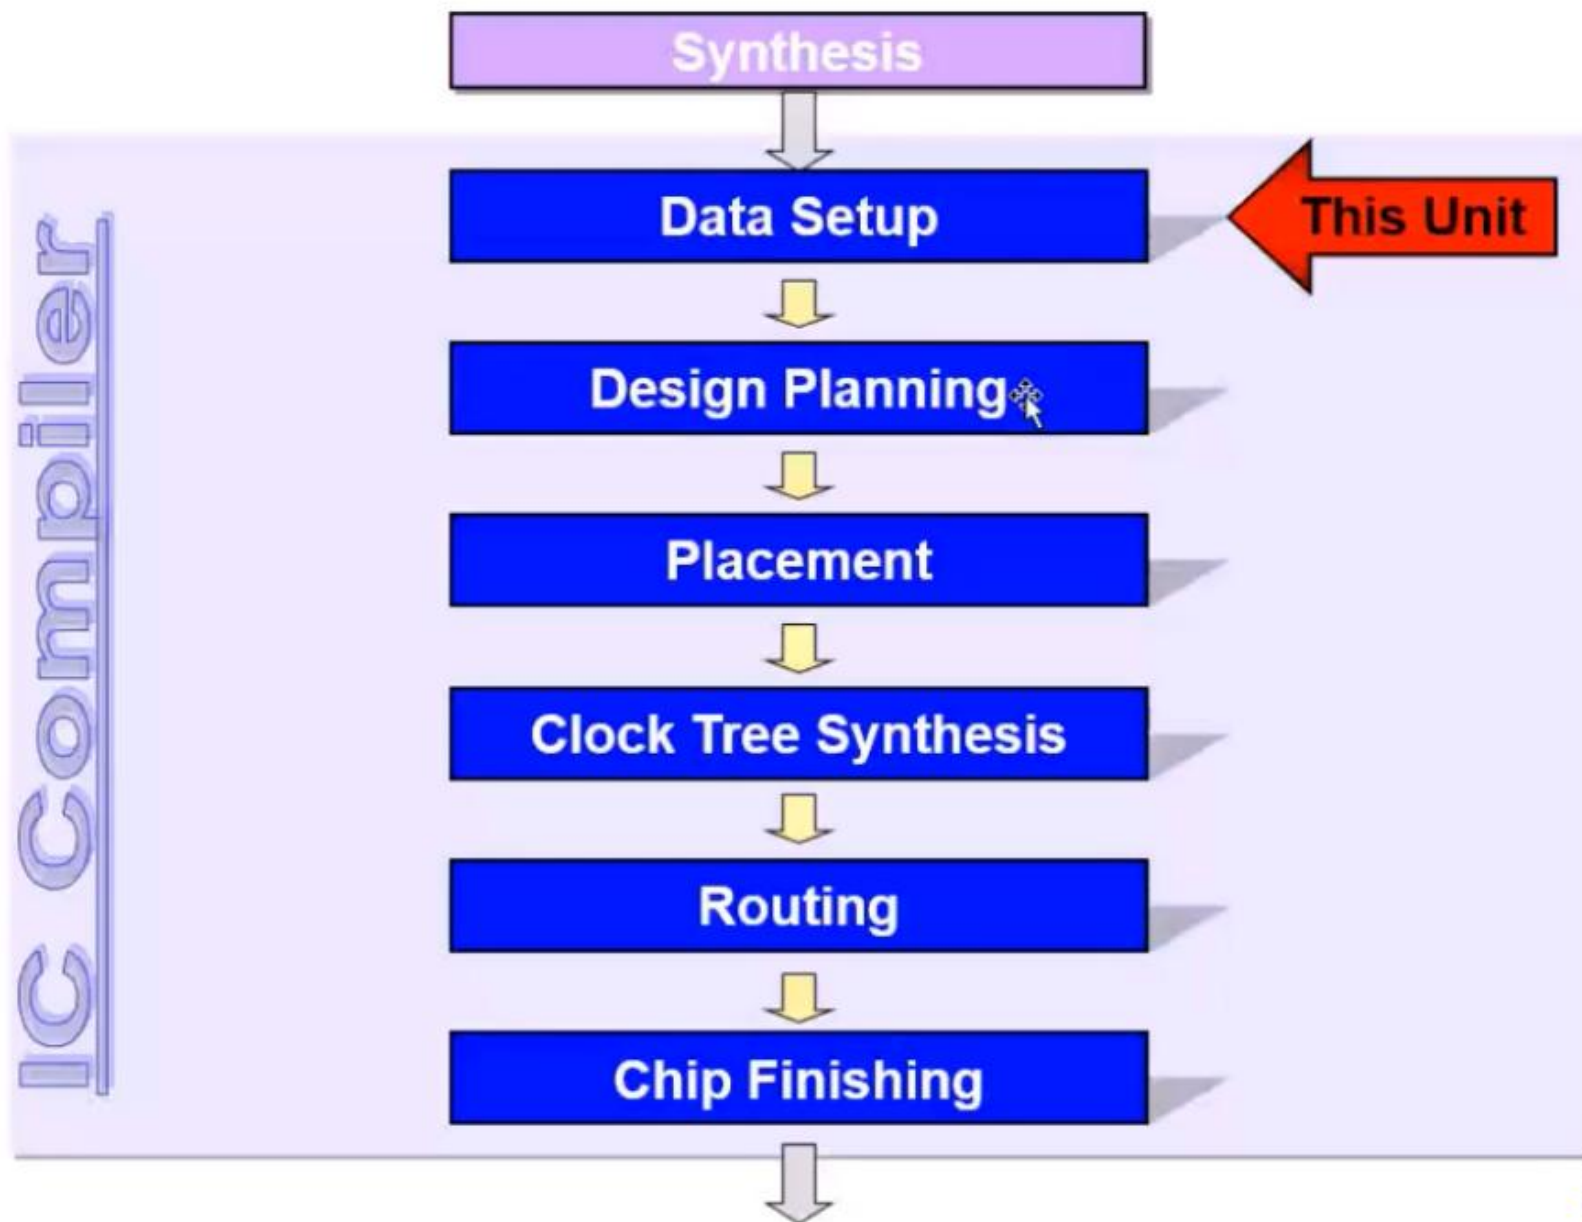 Synthesis
Data Setup
This Unit
Design Planning
Placement
Clock Tree Synthesis
Routing
Chip Finishing
IC Compiler